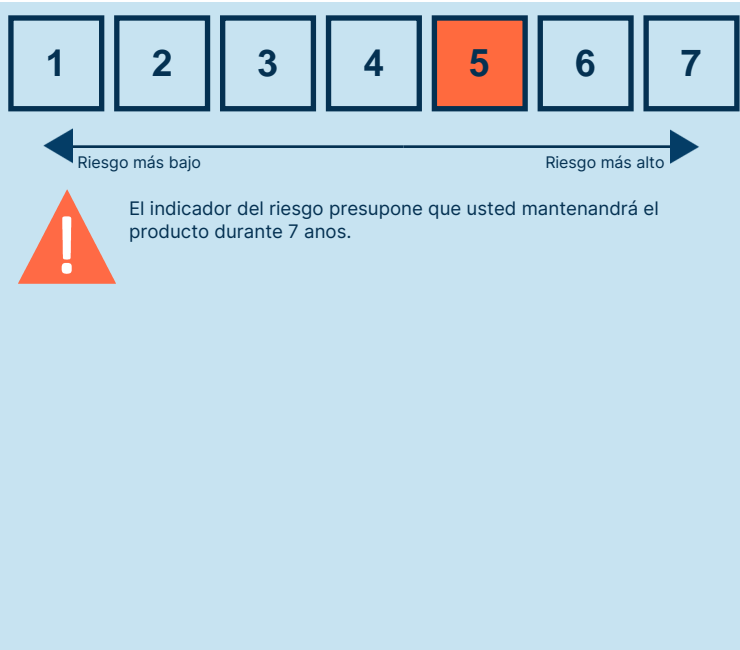 1 2 3 4 5 6 7
Riesgo más bajo Riesgo más alto
!
El indicador del riesgo presupone que usted mantenandrá el
producto durante 7 anos.